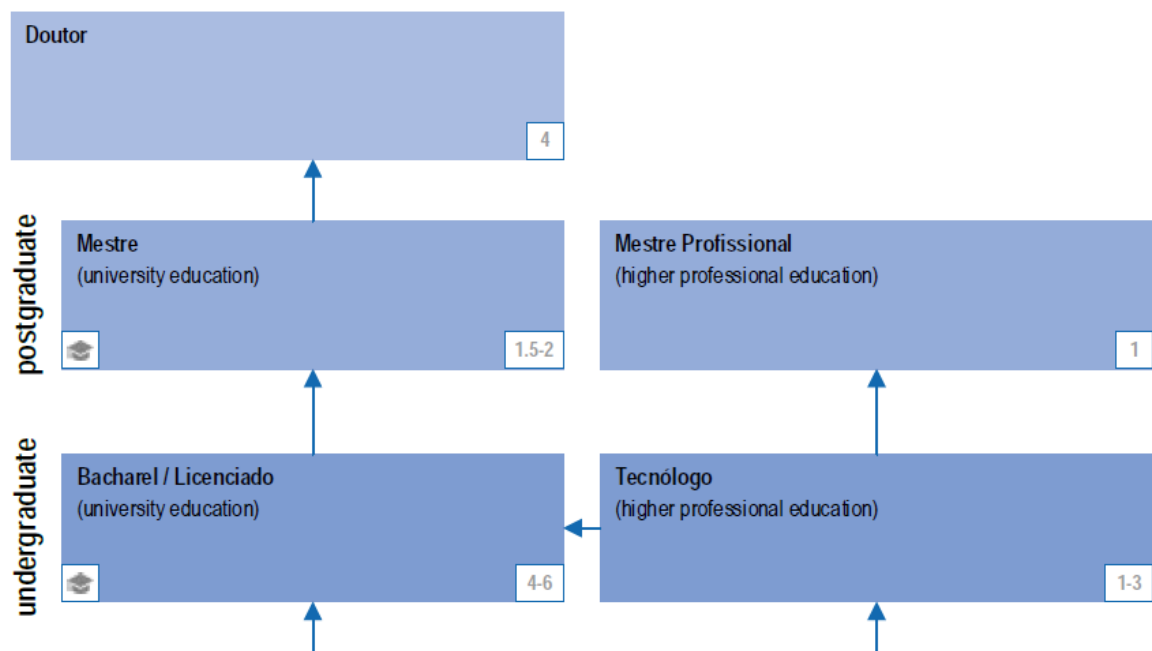 Doutor
4
postgraduate
Mestre
(university education)
1.5-2
Mestre Profissional
(higher professional education)
1
undergraduate
Bacharel / Licenciado
(university education)
4-6
Tecnólogo
(higher professional education)
1-3